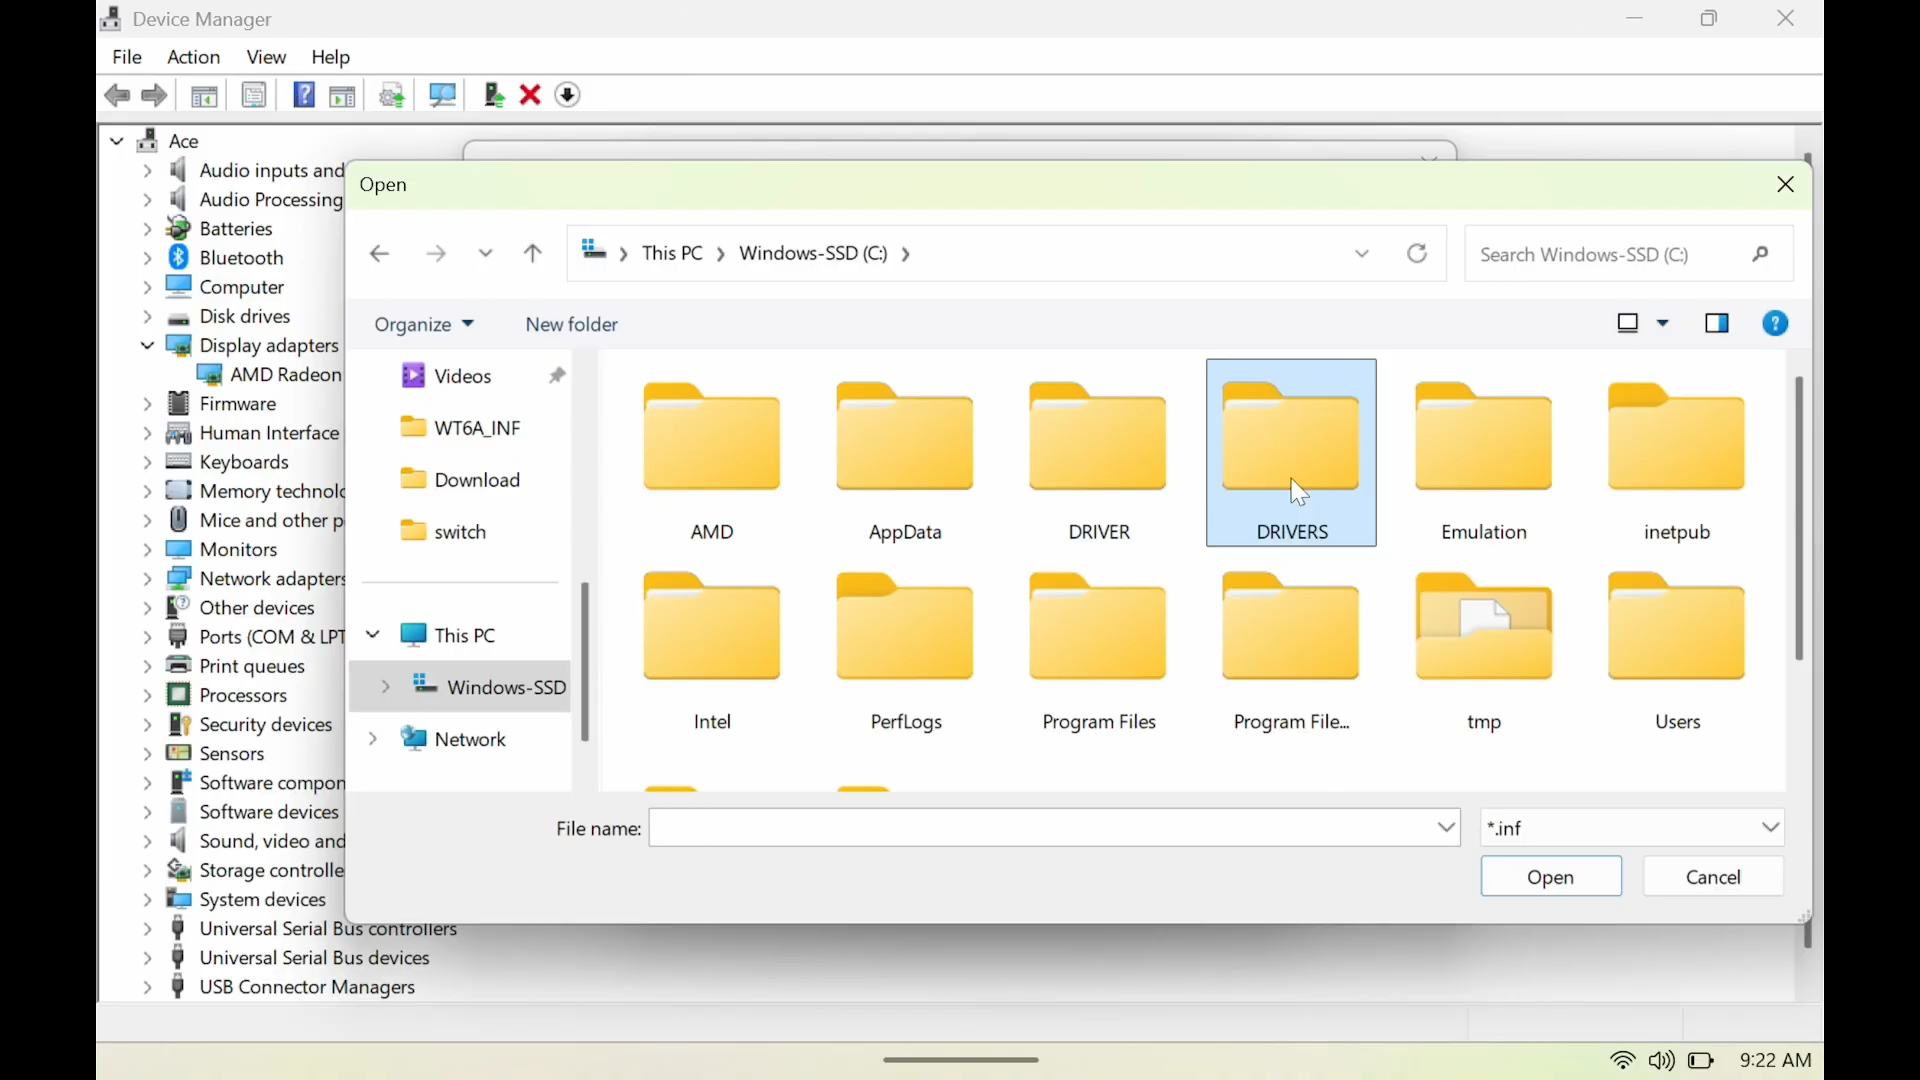 Device Manager
File Action View Help
Ace
Audio inputs and
Audio Processing
Batteries
Bluetooth
Computer
Disk drives
Display adapters
AMD Radeon
Firmware
Human Interface
Keyboards
Memory technolo
Mice and other p
Monitors
Network adapters
Other devices
Ports (COM & LPT
Print queues
Processors
Security devices
Sensors
Software compon
Software devices
Sound, video and
Storage controlle
System devices
Universal Serial Bus controllers
Universal Serial Bus devices
USB Connector Managers
Open
This PC > Windows-SSD (C:) >
Search Windows-SSD (C:)
Organize New folder
Videos
WT6A_INF
Download
switch
This PC
Windows-SSD
Network
AMD AppData DRIVER DRIVERS Emulation inetpub
Intel PerfLogs Program Files Program File... tmp Users
File name: *.inf
Open Cancel
9:22 AM